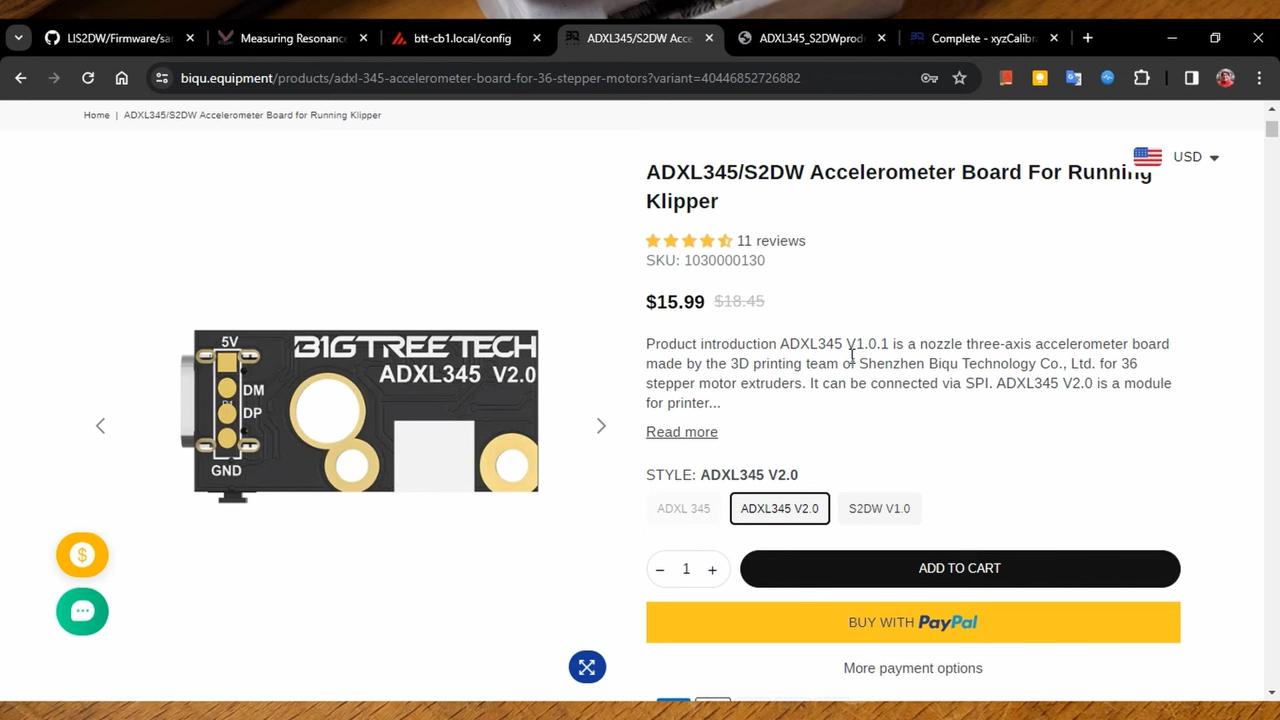 LIS2DW/Firmware/sar
Measuring Resonance
btt-cb1.local/config
ADXL345/S2DW Acce
ADXL345_S2DWprod
Complete - xyzCalibra
biqu.equipment/products/adxl-345-accelerometer-board-for-36-stepper-motors?variant=40446852726882
Home | ADXL345/S2DW Accelerometer Board for Running Klipper
USD
ADXL345/S2DW Accelerometer Board For Running
Klipper
11 reviews
SKU: 1030000130
$15.99 $18.45
Product introduction ADXL345 V1.0.1 is a nozzle three-axis accelerometer board
made by the 3D printing team of Shenzhen Biqu Technology Co., Ltd. for 36
stepper motor extruders. It can be connected via SPI. ADXL345 V2.0 is a module
for printer...
Read more
STYLE: ADXL345 V2.0
ADXL 345 ADXL345 V2.0 S2DW V1.0
− 1 +
ADD TO CART
BUY WITH PayPal
More payment options
5V
DM
DP
GND
BIGTREETECH
ADXL345 V2.0